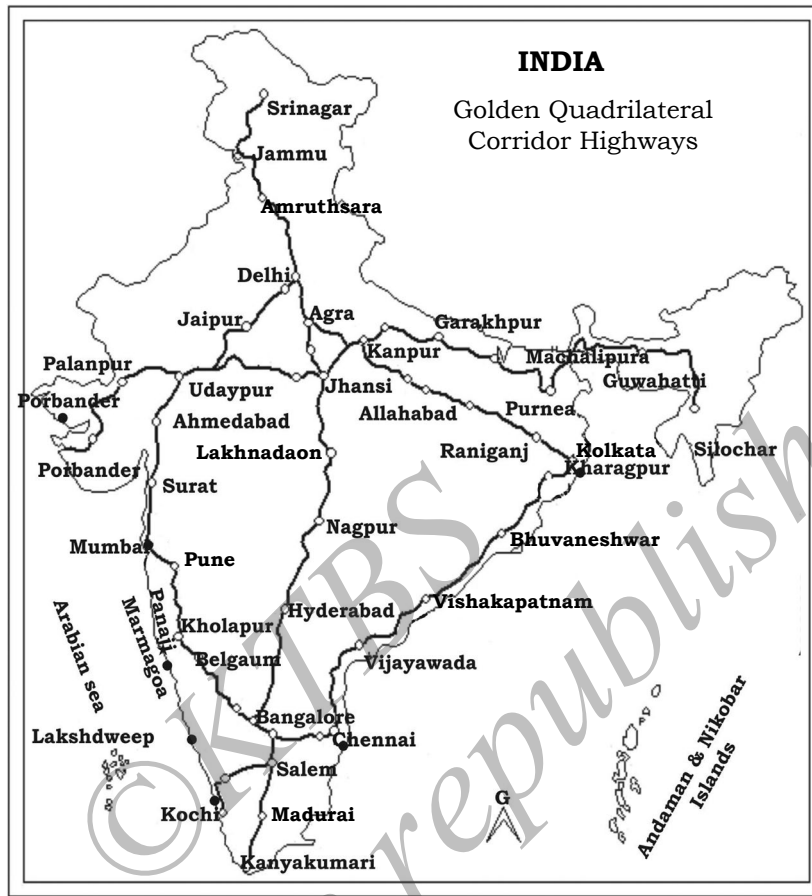 INDIA
Golden Quadrilateral
Corridor Highways
Srinagar
Jammu
Amruthsara
Delhi
Jaipur
Agra
Garakhpur
Kanpur
Machalipura
Palanpur
Udaypur
Jhansi
Guwahatti
Porbander
Allahabad
Purnea
Ahmedabad
Lakhnadaon
Raniganj
Kolkata
Silochar
Kharagpur
Porbander
Surat
Nagpur
Bhuvaneshwar
Mumbai
Pune
Hyderabad
Vishakapatnam
Kholapur
Panaji
Marmagoa
Arabian sea
Belgaum
Vijayawada
Bangalore
Lakshdweep
Chennai
Salem
Andaman & Nikobar
Islands
G
Kochi
Madurai
Kanyakumari
©KTBS
republish